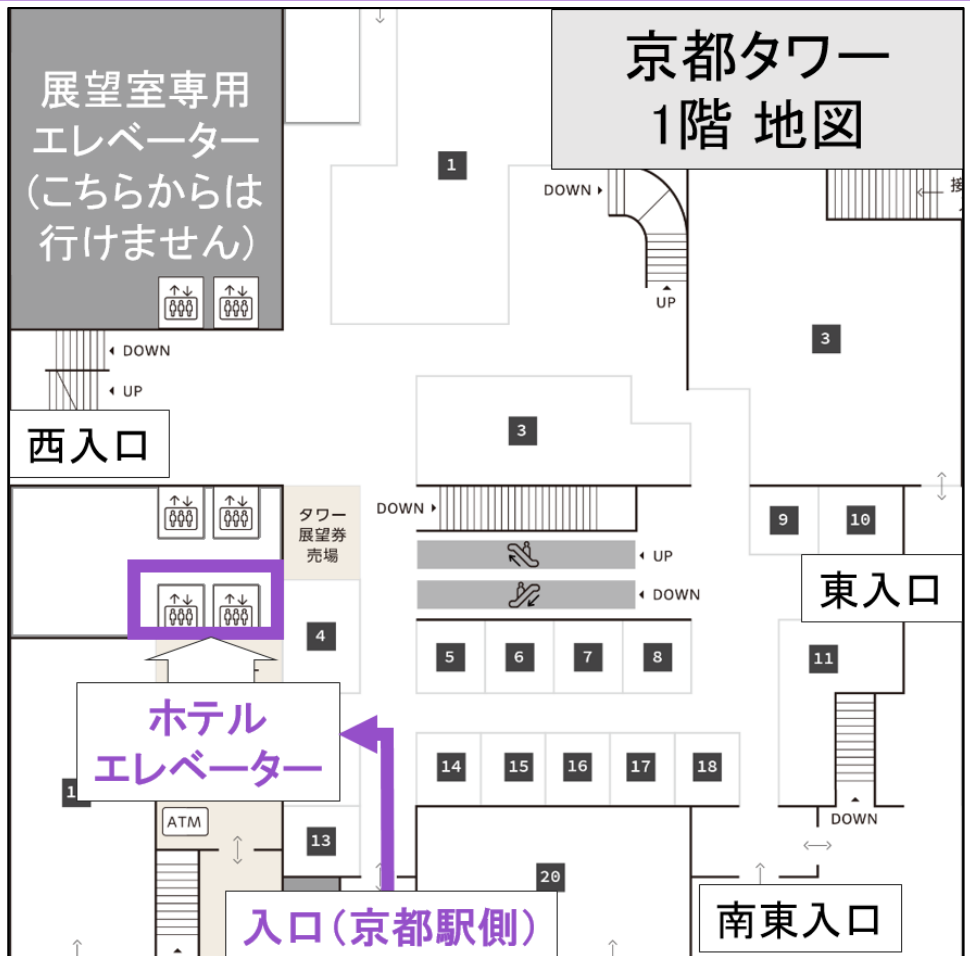 展望室専用
エレベーター
(こちらからは
行けません)
京都タワー
1階 地図
1
DOWN
UP
接
3
DOWN
UP
西入口
3
タワー
展望券
売場
DOWN
UP
DOWN
9
10
東入口
4
5
6
7
8
11
ホテル
エレベーター
14
15
16
17
18
1
ATM
13
DOWN
20
入口(京都駅側)
南東入口